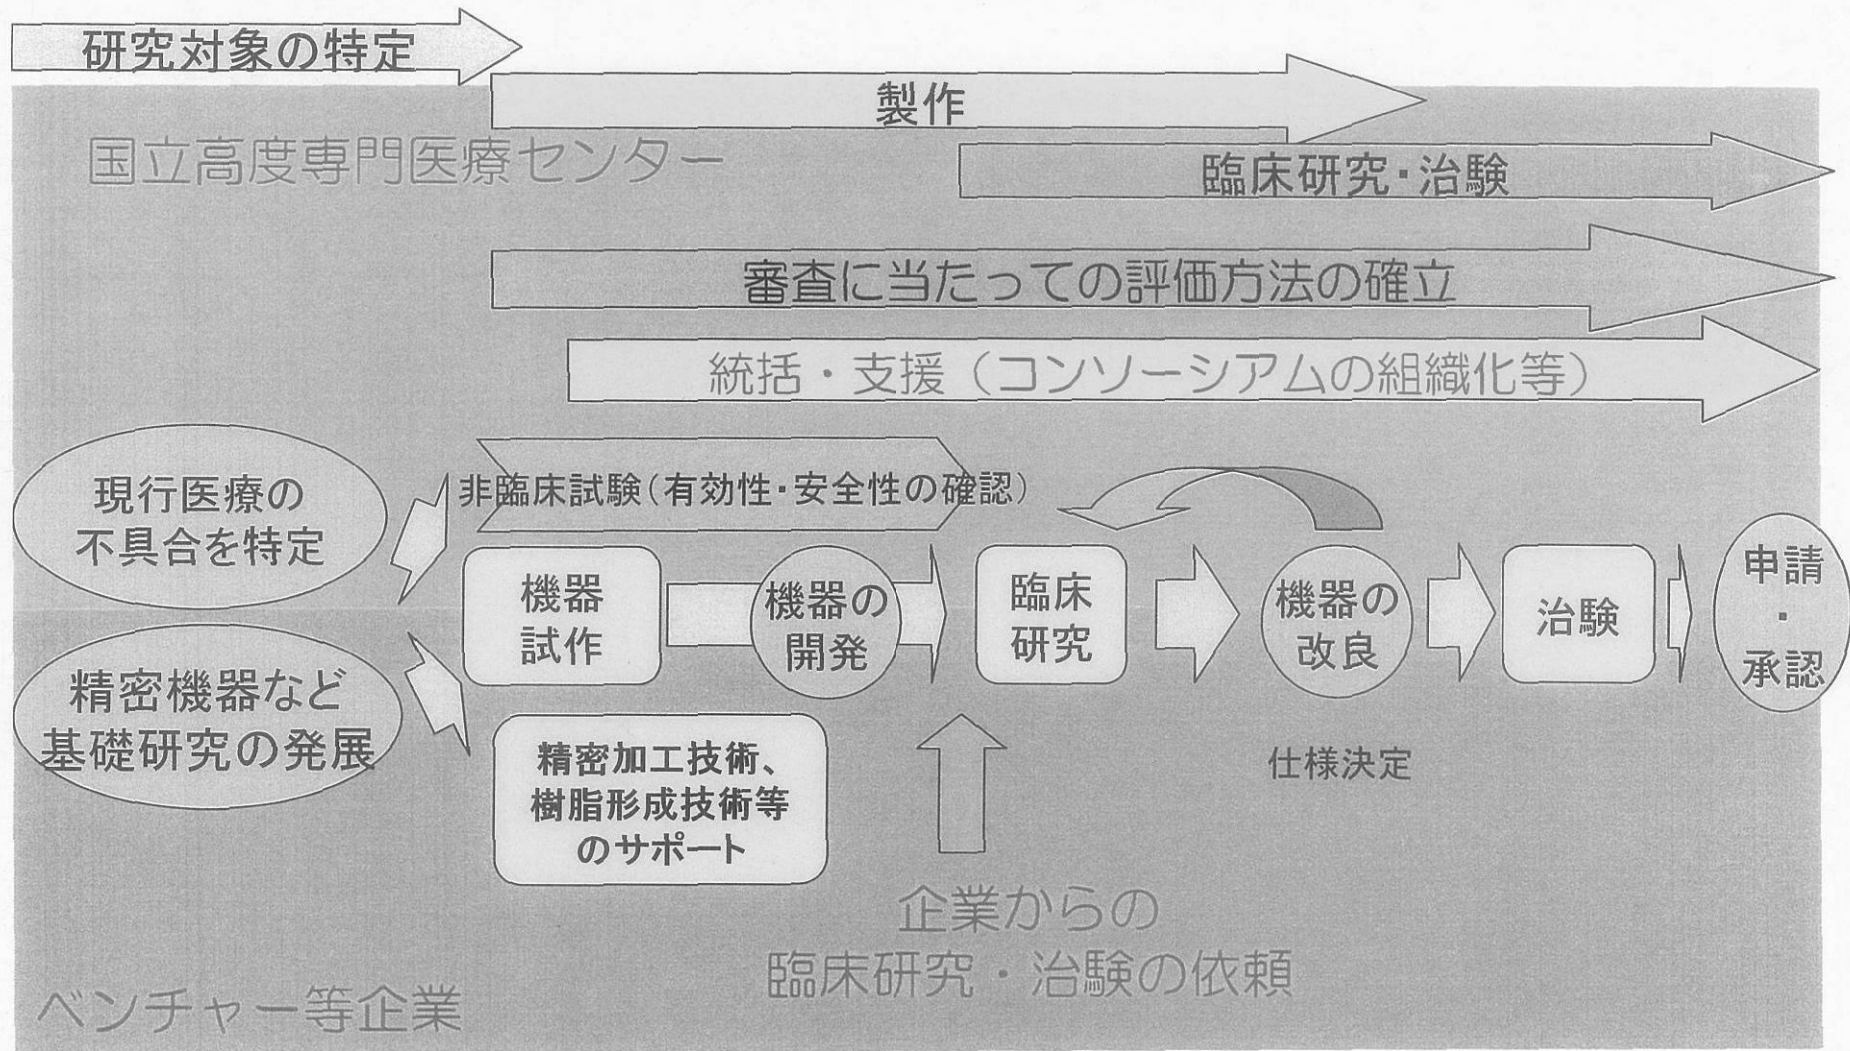 研究対象の特定
製作
国立高度専門医療センター
臨床研究・治験
審査に当たっての評価方法の確立
統括・支援（コンソーシアムの組織化等）
現行医療の
不具合を特定
非臨床試験（有効性・安全性の確認）
機器
試作
機器の
開発
臨床
研究
機器の
改良
治験
申請
・
承認
精密機器など
基礎研究の発展
精密加工技術、
樹脂形成技術等
のサポート
仕様決定
企業からの
臨床研究・治験の依頼
ベンチャー等企業